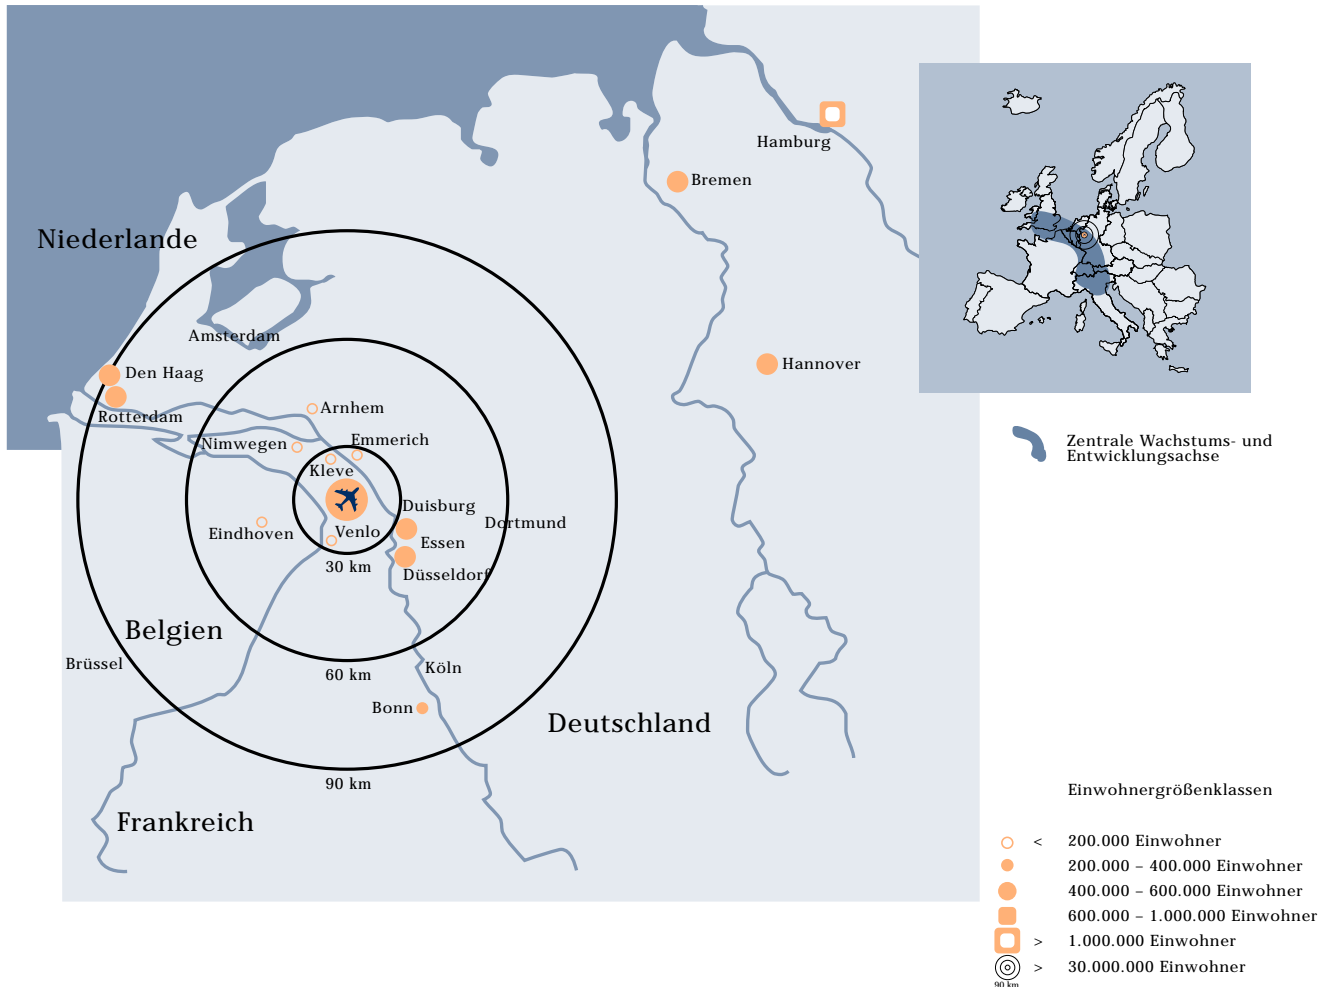 Hamburg
Bremen
Niederlande
Amsterdam
Hannover
Den Haag
Rotterdam
Arnhem
Nimwegen
Emmerich
Kleve
Duisburg
Dortmund
Eindhoven
Venlo
Essen
30 km
Düsseldorf
Belgien
Brüssel
60 km
Köln
Bonn
Deutschland
90 km
Frankreich
Zentrale Wachstums- und
Entwicklungsachse
Einwohnergrößenklassen
< 200.000 Einwohner
200.000 – 400.000 Einwohner
400.000 – 600.000 Einwohner
600.000 – 1.000.000 Einwohner
> 1.000.000 Einwohner
> 30.000.000 Einwohner
90 km